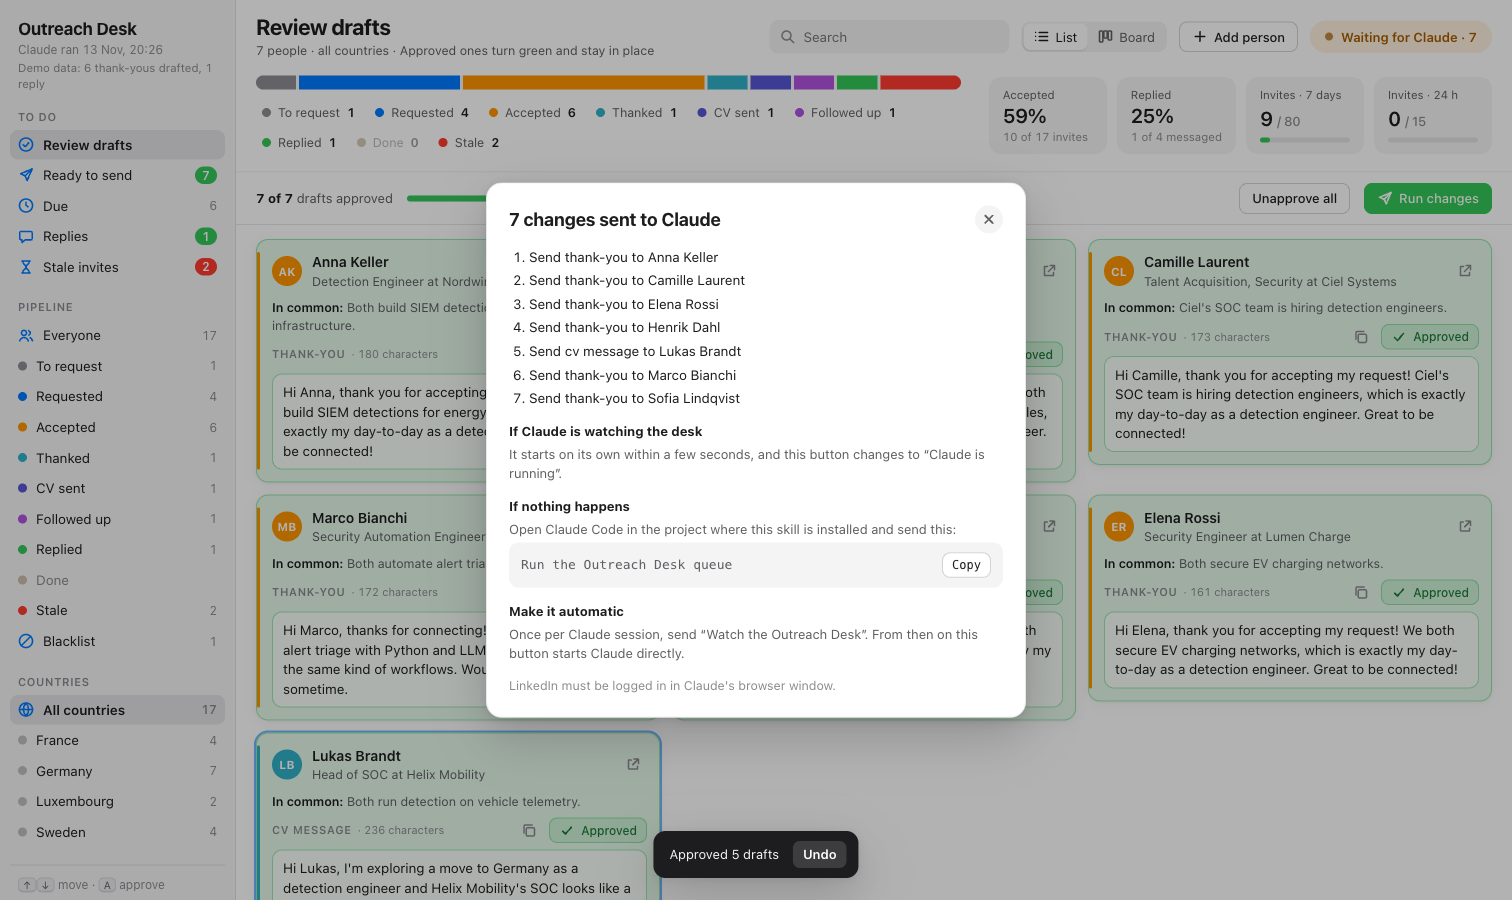 Outreach Desk
Claude ran 13 Nov, 20:26
Demo data: 6 thank-yous drafted, 1
reply
TO DO
Review drafts
Ready to send 7
Due 6
Replies 1
Stale invites 2
PIPELINE
Everyone 17
To request 1
Requested 4
Accepted 6
Thanked 1
CV sent 1
Followed up 1
Replied 1
Done
Stale 2
Blacklist 1
COUNTRIES
All countries 17
France 4
Germany 7
Luxembourg 2
Sweden 4
↑ ↓ move · A approve
Review drafts
7 people · all countries · Approved ones turn green and stay in place
Search
List
Board
Add person
Waiting for Claude · 7
To request 1
Requested 4
Accepted 6
Thanked 1
CV sent 1
Followed up 1
Replied 1
Done 0
Stale 2
Accepted
59%
10 of 17 invites
Replied
25%
1 of 4 messaged
Invites · 7 days
9 / 80
Invites · 24 h
0 / 15
7 of 7 drafts approved
Unapprove all
Run changes
AK
Anna Keller
Detection Engineer at
In common: Both build SIEM
infrastructure.
THANK-YOU · 180 characters
Hi Anna, thank you for accepting
build SIEM detections for energy
exactly my day-to-day as a
be connected!
CL
Camille Laurent
Talent Acquisition, Security at Ciel Systems
In common: Ciel's SOC team is hiring detection engineers.
THANK-YOU · 173 characters
Approved
Hi Camille, thank you for accepting my request! Ciel's
SOC team is hiring detection engineers, which is exactly
my day-to-day as a detection engineer. Great to be
connected!
MB
Marco Bianchi
Security Automation Engineer
In common: Both automate alert
THANK-YOU · 172 characters
Hi Marco, thanks for connecting!
alert triage with Python and LLM
the same kind of workflows.
sometime.
my
ER
Elena Rossi
Security Engineer at Lumen Charge
In common: Both secure EV charging networks.
THANK-YOU · 161 characters
Approved
Hi Elena, thank you for accepting my request! We both
secure EV charging networks, which is exactly my day-
to-day as a detection engineer. Great to be connected!
LB
Lukas Brandt
Head of SOC at Helix Mobility
In common: Both run detection on vehicle telemetry.
CV MESSAGE · 236 characters
Approved
Hi Lukas, I'm exploring a move to Germany as a
detection engineer and Helix Mobility's SOC looks like a
7 changes sent to Claude
1. Send thank-you to Anna Keller
2. Send thank-you to Camille Laurent
3. Send thank-you to Elena Rossi
4. Send thank-you to Henrik Dahl
5. Send cv message to Lukas Brandt
6. Send thank-you to Marco Bianchi
7. Send thank-you to Sofia Lindqvist
If Claude is watching the desk
It starts on its own within a few seconds, and this button changes to “Claude is
running”.
If nothing happens
Open Claude Code in the project where this skill is installed and send this:
Run the Outreach Desk queue
Copy
Make it automatic
Once per Claude session, send “Watch the Outreach Desk”. From then on this
button starts Claude directly.
LinkedIn must be logged in in Claude's browser window.
Approved 5 drafts
Undo